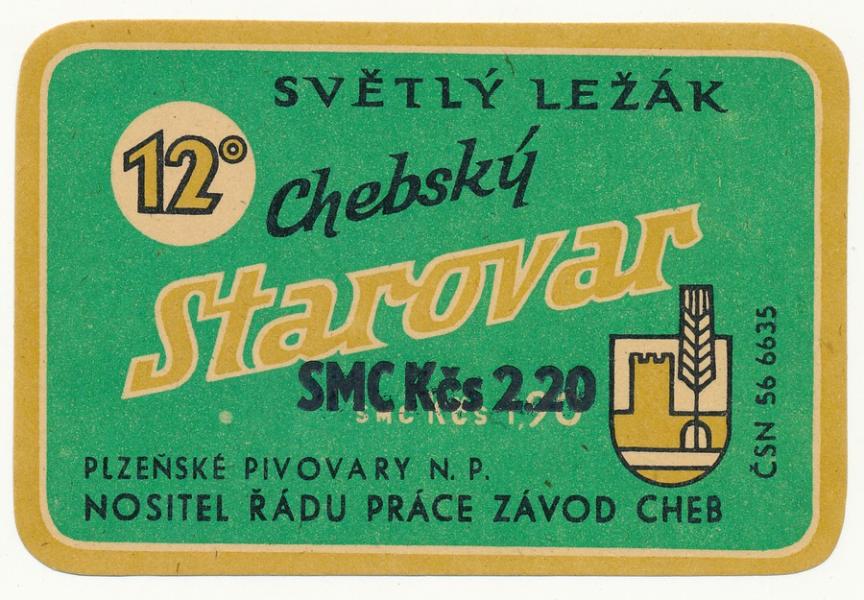 SVĚTLÝ LEŽÁK
12°
Chebský
Starovar
SMC Kčs 2.20
SMC Kčs 1,90
PLZEŇSKÉ PIVOVARY N. P.
NOSITEL ŘÁDU PRÁCE ZÁVOD CHEB
ČSN 56 6635